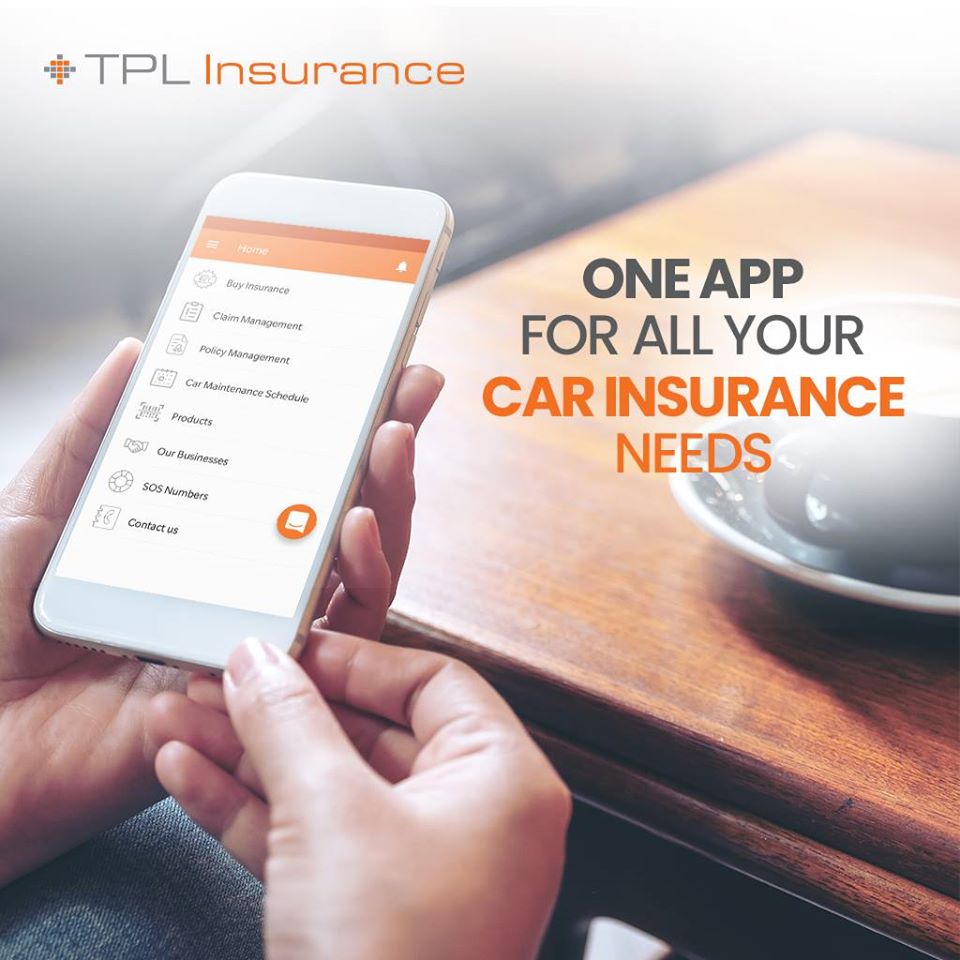 TPL Insurance
Home
Buy Insurance
Claim Management
Policy Management
Car Maintenance Schedule
Products
Our Businesses
SOS Numbers
Contact us
ONE APP
FOR ALL YOUR
CAR INSURANCE
NEEDS